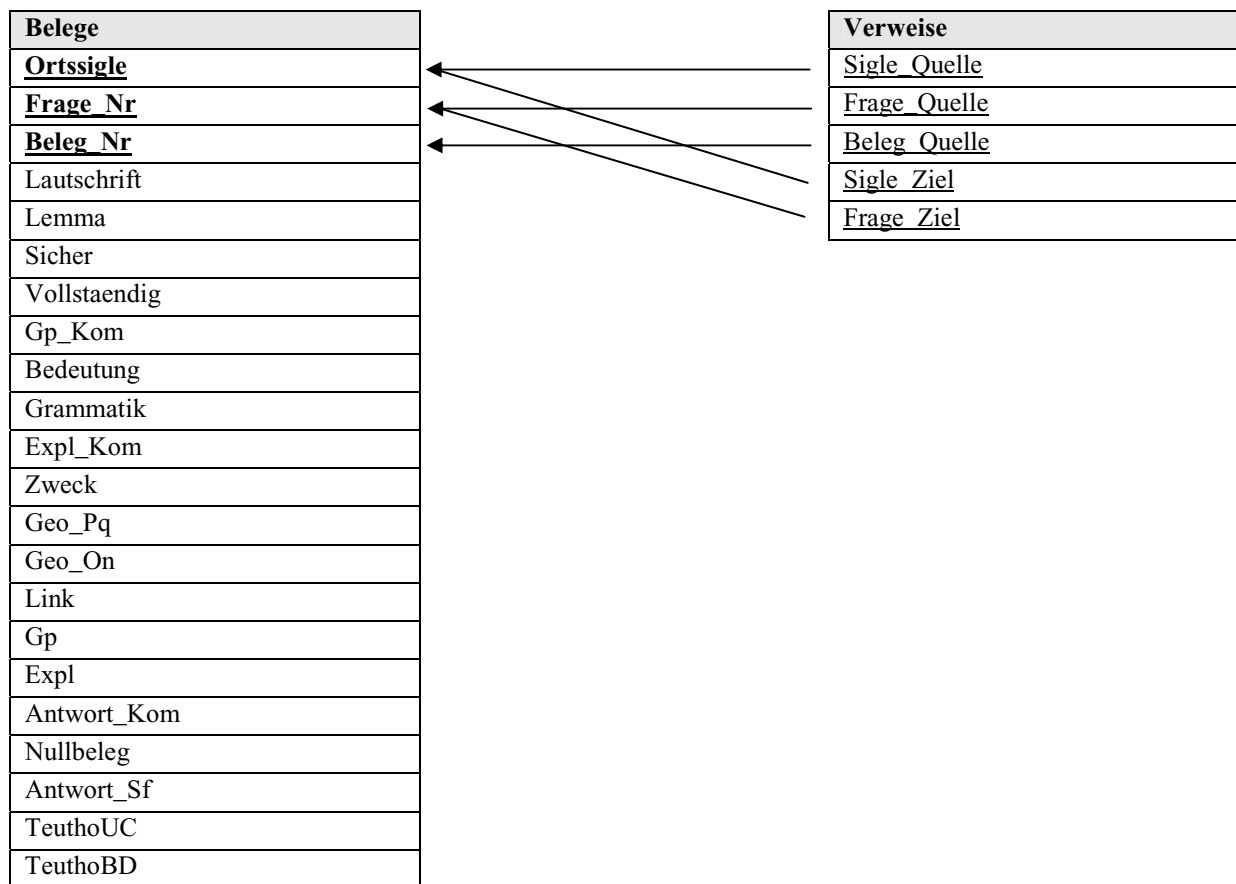 Belege
Ortssigle
Frage_Nr
Beleg_Nr
Lautschrift
Lemma
Sicher
Vollstaendig
Gp_Kom
Bedeutung
Grammatik
Expl_Kom
Zweck
Geo_Pq
Geo_On
Link
Gp
Expl
Antwort_Kom
Nullbeleg
Antwort_Sf
TeuthoUC
TeuthoBD
Verweise
Sigle_Quelle
Frage_Quelle
Beleg_Quelle
Sigle_Ziel
Frage_Ziel